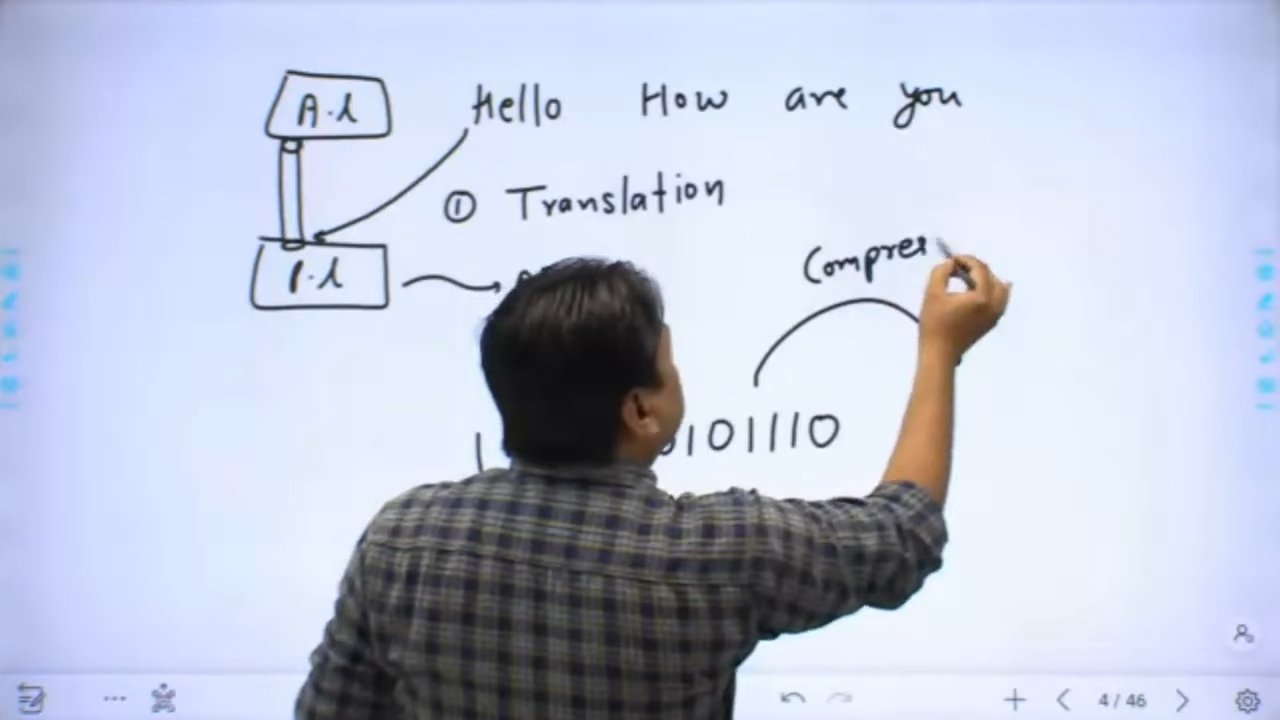 A.l Hello How are you
① Translation
Compres
P.l
101110
4 / 46